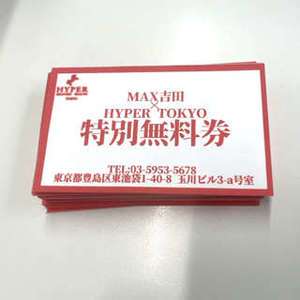 HYPER
MAX吉田
×
HYPER TOKYO
特別無料券
TEL:03-5953-5678
東京都豊島区東池袋1-40-8 玉川ビル3-a号室